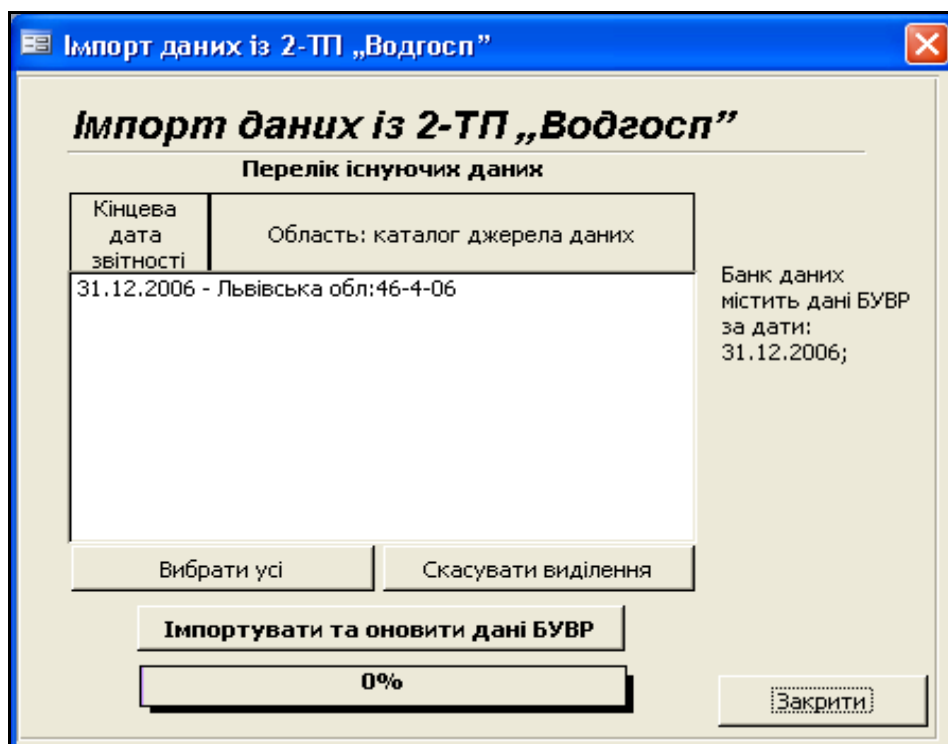 Імпорт даних із 2-ТП „Водгосп”
Імпорт даних із 2-ТП „Водгосп”
Перелік існуючих даних
Кінцева
дата
звітності
Область: каталог джерела даних
31.12.2006 - Львівська обл:46-4-06
Банк даних
містить дані БУВР
за дати:
31.12.2006;
Вибрати усі
Скасувати виділення
Імпортувати та оновити дані БУВР
0%
Закрити